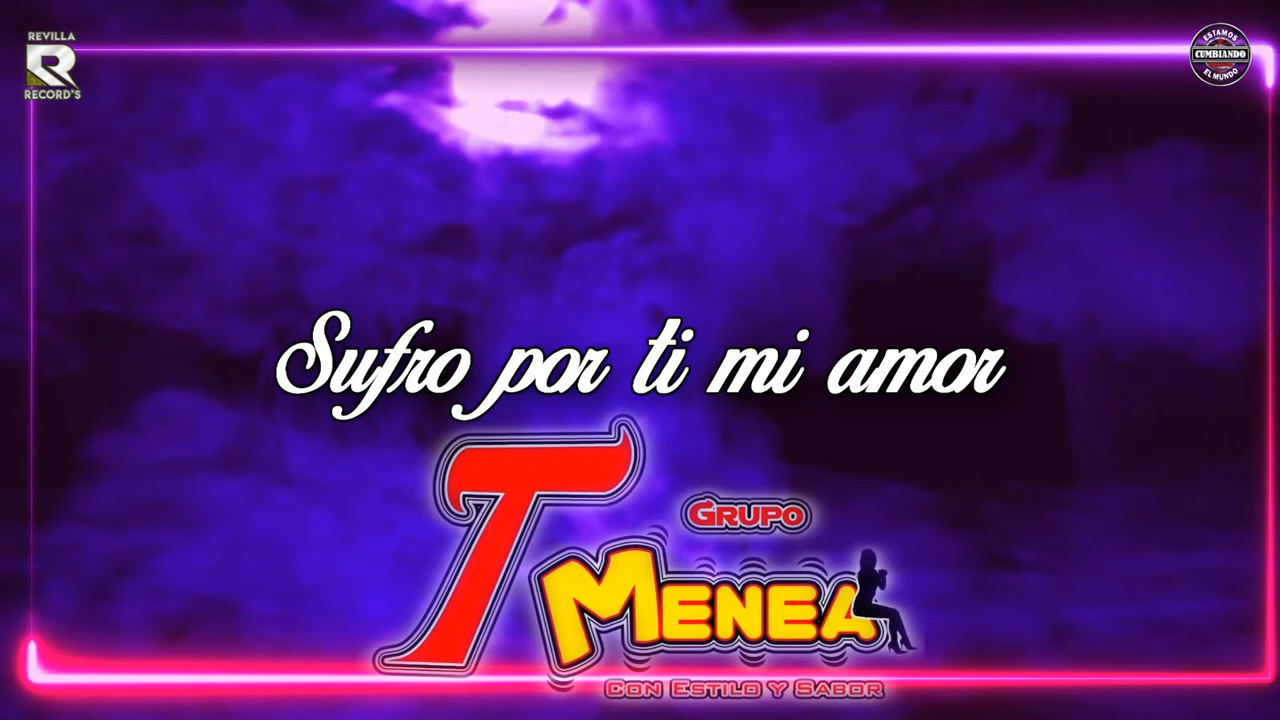 REVILLA
R
RECORD'S
ESTAMOS
CUMBIANDO
EL MUNDO
Sufro por ti mi amor
GRUPO
T MENEA
CON ESTILO Y SABOR